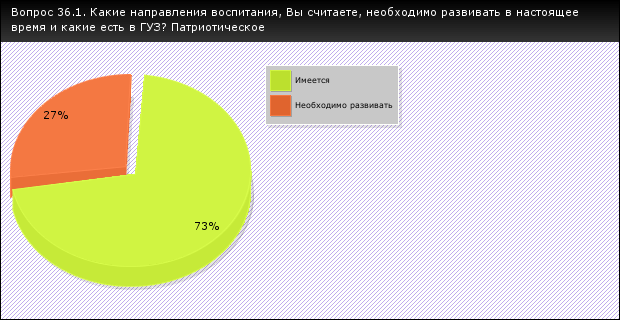 Вопрос 36.1. Какие направления воспитания, Вы считаете, необходимо развивать в настоящее
время и какие есть в ГУЗ? Патриотическое
Имеется
Необходимо развивать
27%
73%